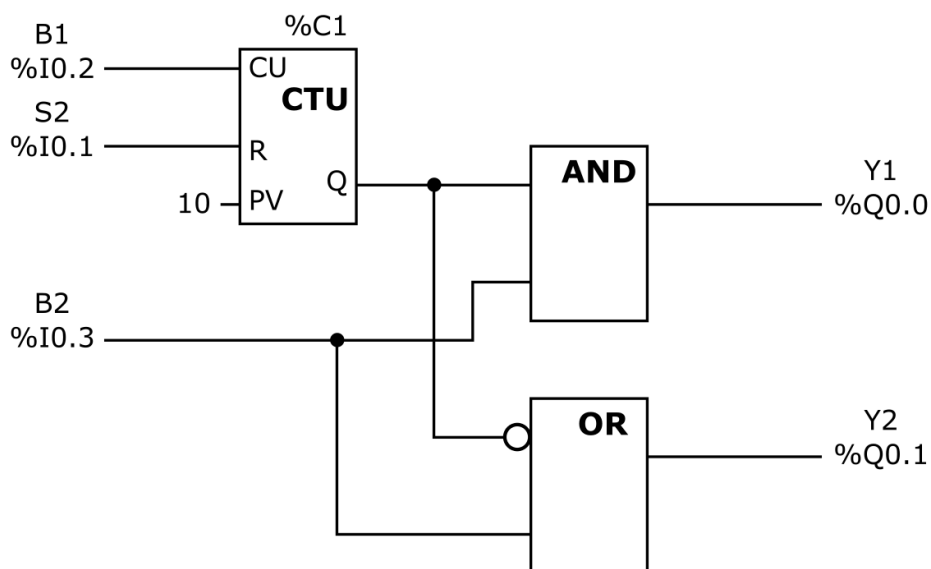 %C1
B1
%I0.2
CU
CTU
S2
%I0.1
R
Q
10
PV
AND
Y1
%Q0.0
B2
%I0.3
OR
Y2
%Q0.1